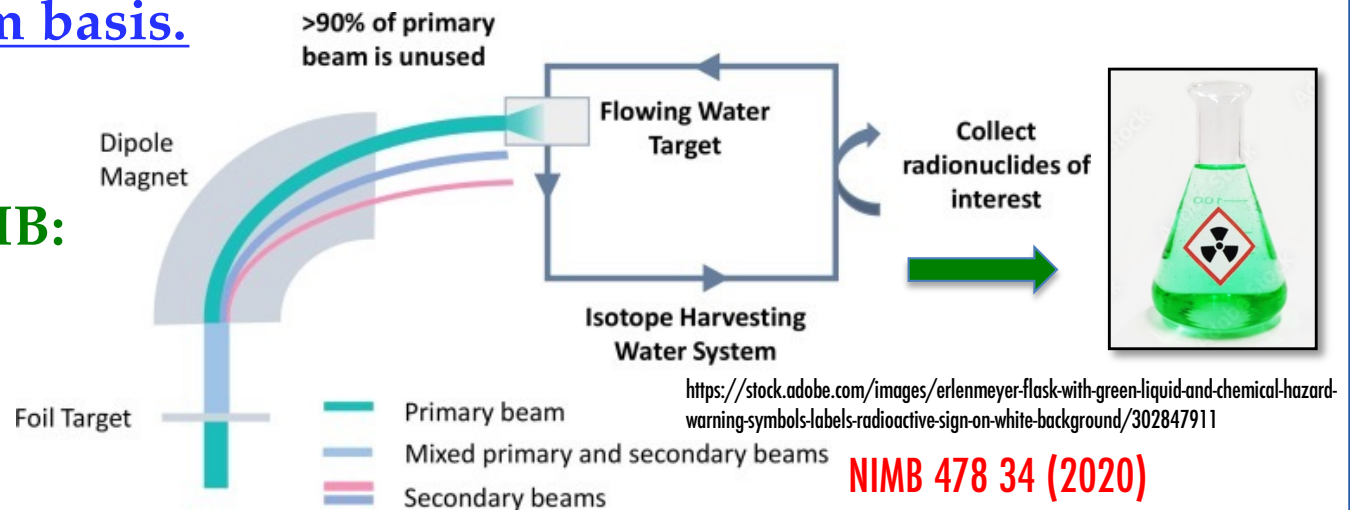 m basis.
>90% of primary
beam is unused
Dipole
Magnet
Flowing Water
Target
Collect
radionuclides of
interest
IB:
Isotope Harvesting
Water System
https://stock.adobe.com/images/erlenmeyer-flask-with-green-liquid-and-chemical-hazard-
warning-symbols-labels-radioactive-sign-on-white-background/302847911
Foil Target
Primary beam
Mixed primary and secondary beams
Secondary beams
NIMB 478 34 (2020)